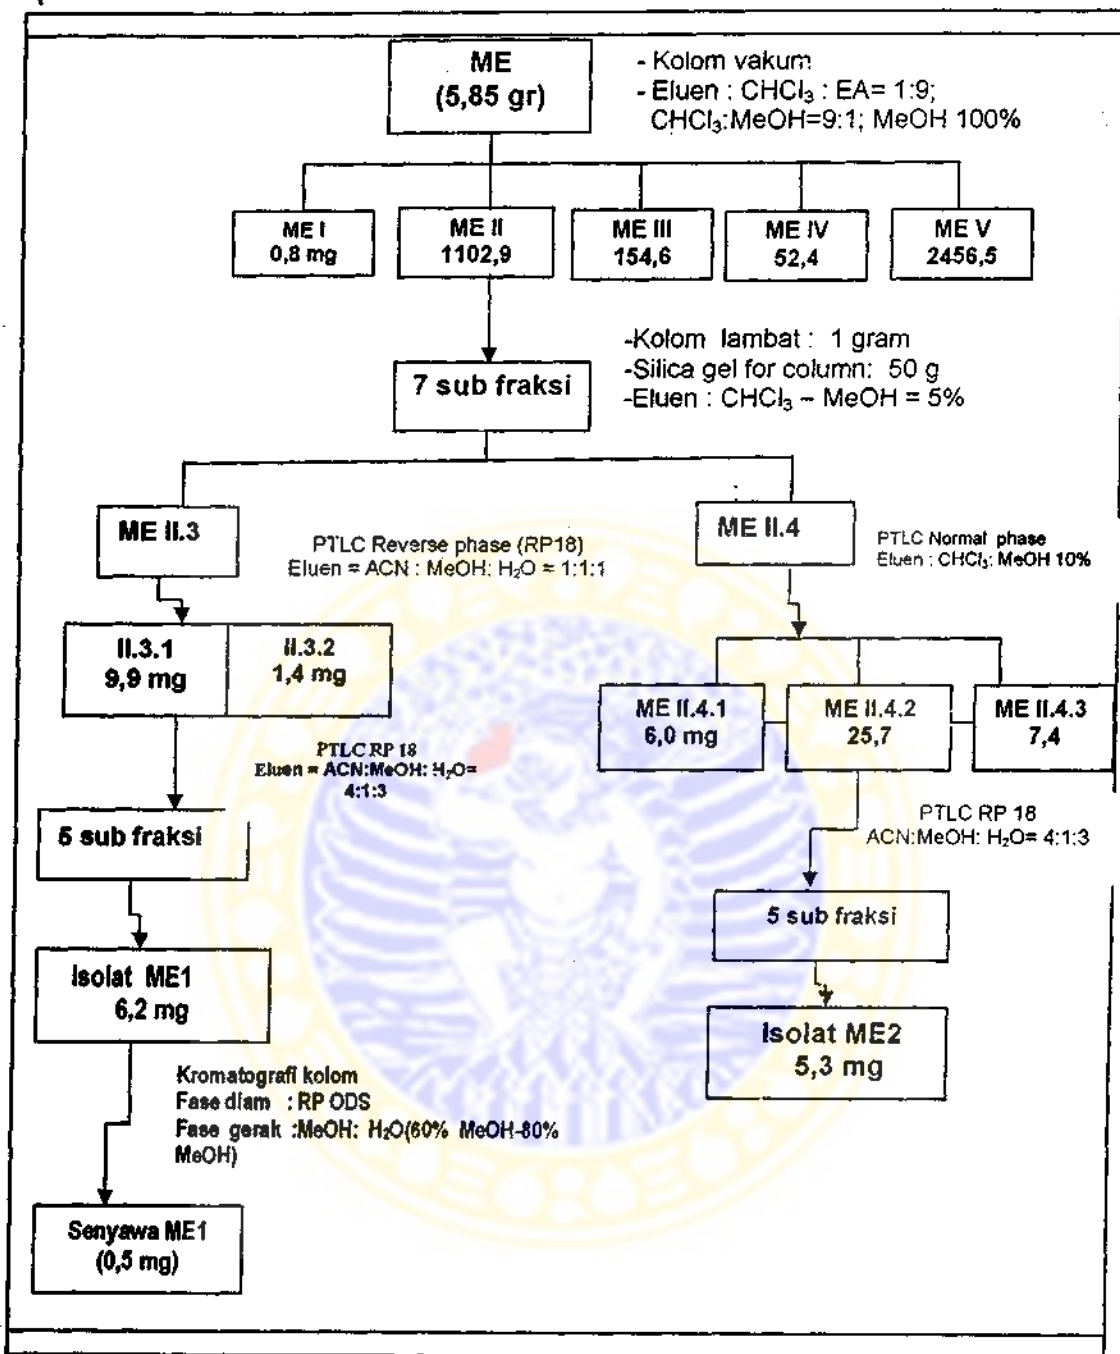 ME
(5,85 gr)
- Kolom vakum
- Eluen : CHCl₃ : EA= 1:9;
CHCl₃:MeOH=9:1; MeOH 100%
ME I
0,8 mg
ME II
1102,9
ME III
154,6
ME IV
52,4
ME V
2456,5
7 sub fraksi
-Kolom lambat : 1 gram
-Silica gel for column: 50 g
-Eluen : CHCl₃ – MeOH = 5%
ME II.3
PTLC Reverse phase (RP18)
Eluen = ACN : MeOH: H₂O = 1:1:1
ME II.4
PTLC Normal phase
Eluen : CHCl₃: MeOH 10%
II.3.1
9,9 mg
II.3.2
1,4 mg
ME II.4.1
6,0 mg
ME II.4.2
25,7
ME II.4.3
7,4
PTLC RP 18
Eluen = ACN:MeOH: H₂O=
4:1:3
5 sub fraksi
PTLC RP 18
ACN:MeOH: H₂O= 4:1:3
5 sub fraksi
Isolat ME1
6,2 mg
Isolat ME2
5,3 mg
Kromatografi kolom
Fase diam : RP ODS
Fase gerak :MeOH: H₂O(60% MeOH-80%
MeOH)
Senyawa ME1
(0,5 mg)